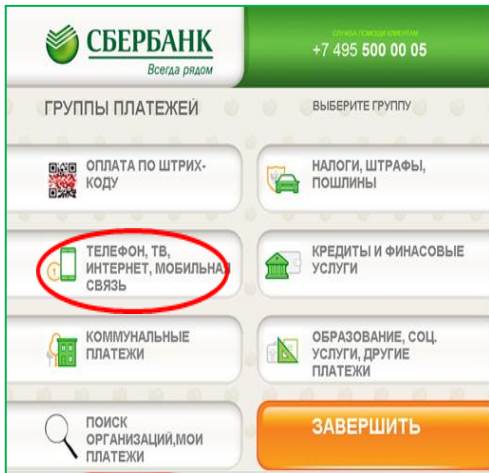 СБЕРБАНК
Всегда рядом
СЛУЖБА ПОМОЩИ КЛИЕНТАМ
+7 495 500 00 05
ГРУППЫ ПЛАТЕЖЕЙ
ВЫБЕРИТЕ ГРУППУ
ОПЛАТА ПО ШТРИХ-
КОДУ
НАЛОГИ, ШТРАФЫ,
ПОШЛИНЫ
ТЕЛЕФОН, ТВ,
ИНТЕРНЕТ, МОБИЛЬНАЯ
СВЯЗЬ
КРЕДИТЫ И ФИНАСОВЫЕ
УСЛУГИ
КОММУНАЛЬНЫЕ
ПЛАТЕЖИ
ОБРАЗОВАНИЕ, СОЦ.
УСЛУГИ, ДРУГИЕ
ПЛАТЕЖИ
ПОИСК
ОРГАНИЗАЦИЙ,МОИ
ПЛАТЕЖИ
ЗАВЕРШИТЬ